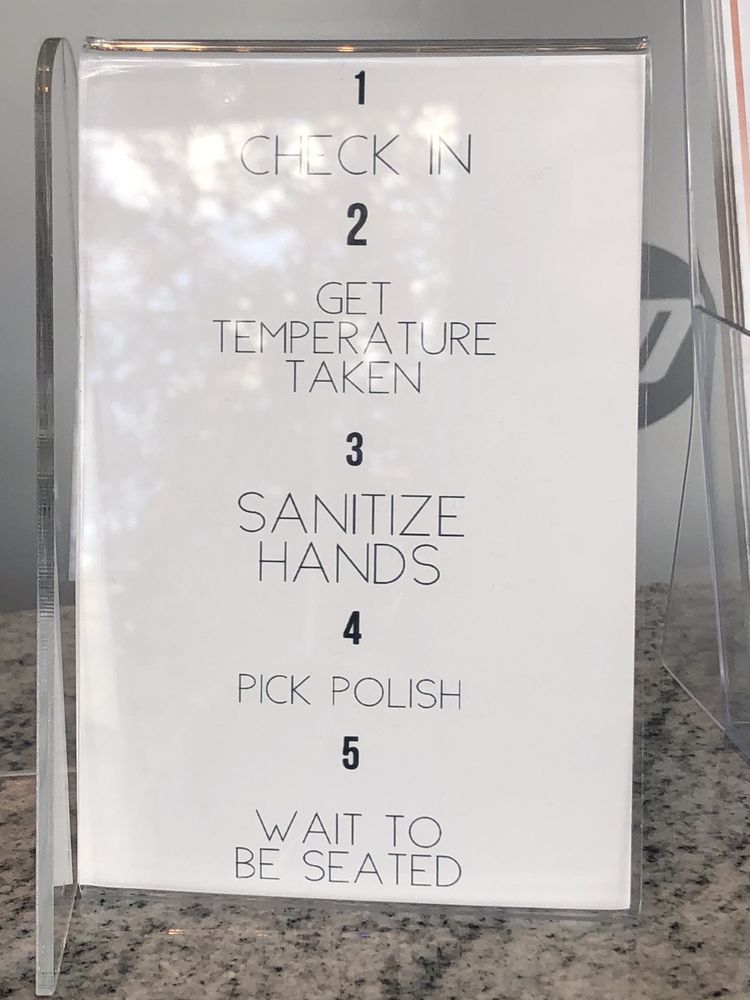 1
CHECK IN
2
GET
TEMPERATURE
TAKEN
3
SANITIZE
HANDS
4
PICK POLISH
5
WAIT TO
BE SEATED